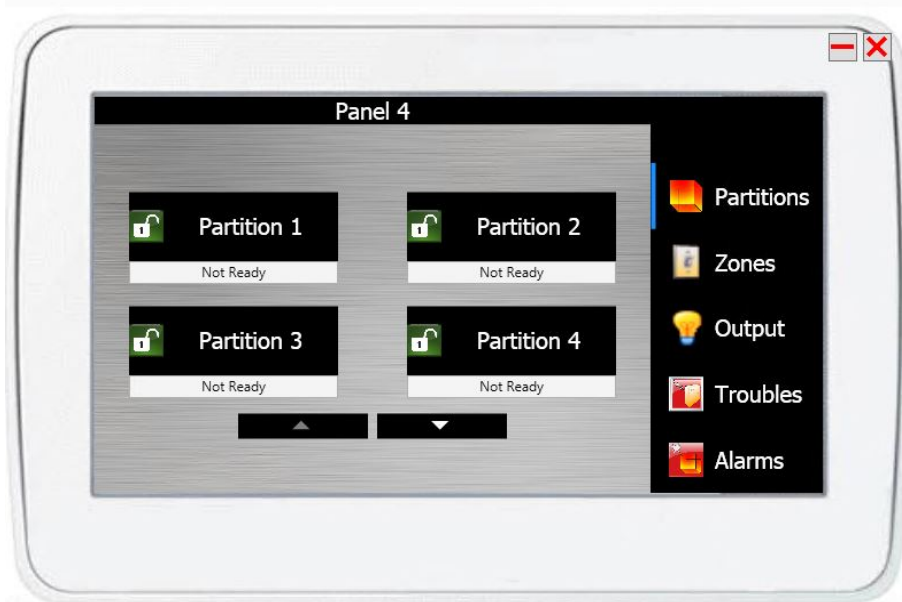 Panel 4
Partition 1
Not Ready
Partition 2
Not Ready
Partition 3
Not Ready
Partition 4
Not Ready
Partitions
Zones
Output
Troubles
Alarms